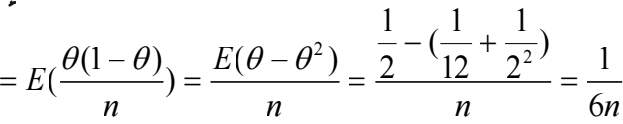 = E(θ(1 − θ)/n) = E(θ − θ²)/n = (1/2 − (1/12 + 1/2²))/n = 1/6n